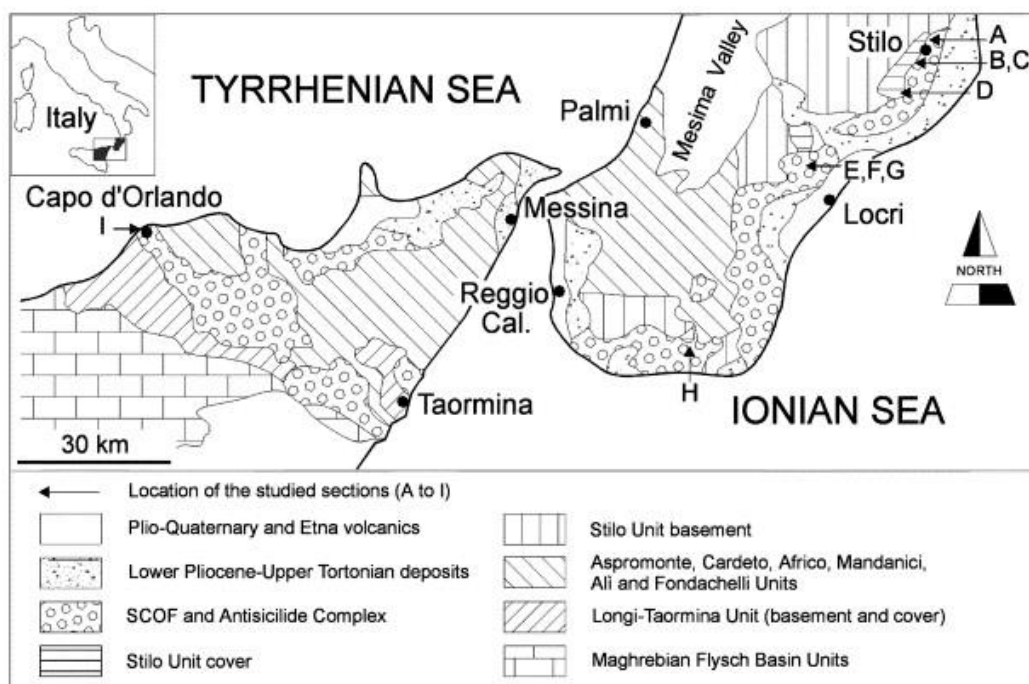 Italy
TYRRHENIAN SEA
Mesima Valley
Stilo
A
B,C
D
Palmi
E,F,G
Capo d'Orlando
I
Messina
Locri
NORTH
Reggio
Cal.
H
Taormina
IONIAN SEA
30 km
Location of the studied sections (A to I)
Plio-Quaternary and Etna volcanics
Lower Pliocene-Upper Tortonian deposits
SCOF and Antisicilide Complex
Stilo Unit cover
Stilo Unit basement
Aspromonte, Cardeto, Africo, Mandanici,
Alì and Fondachelli Units
Longi-Taormina Unit (basement and cover)
Maghrebian Flysch Basin Units